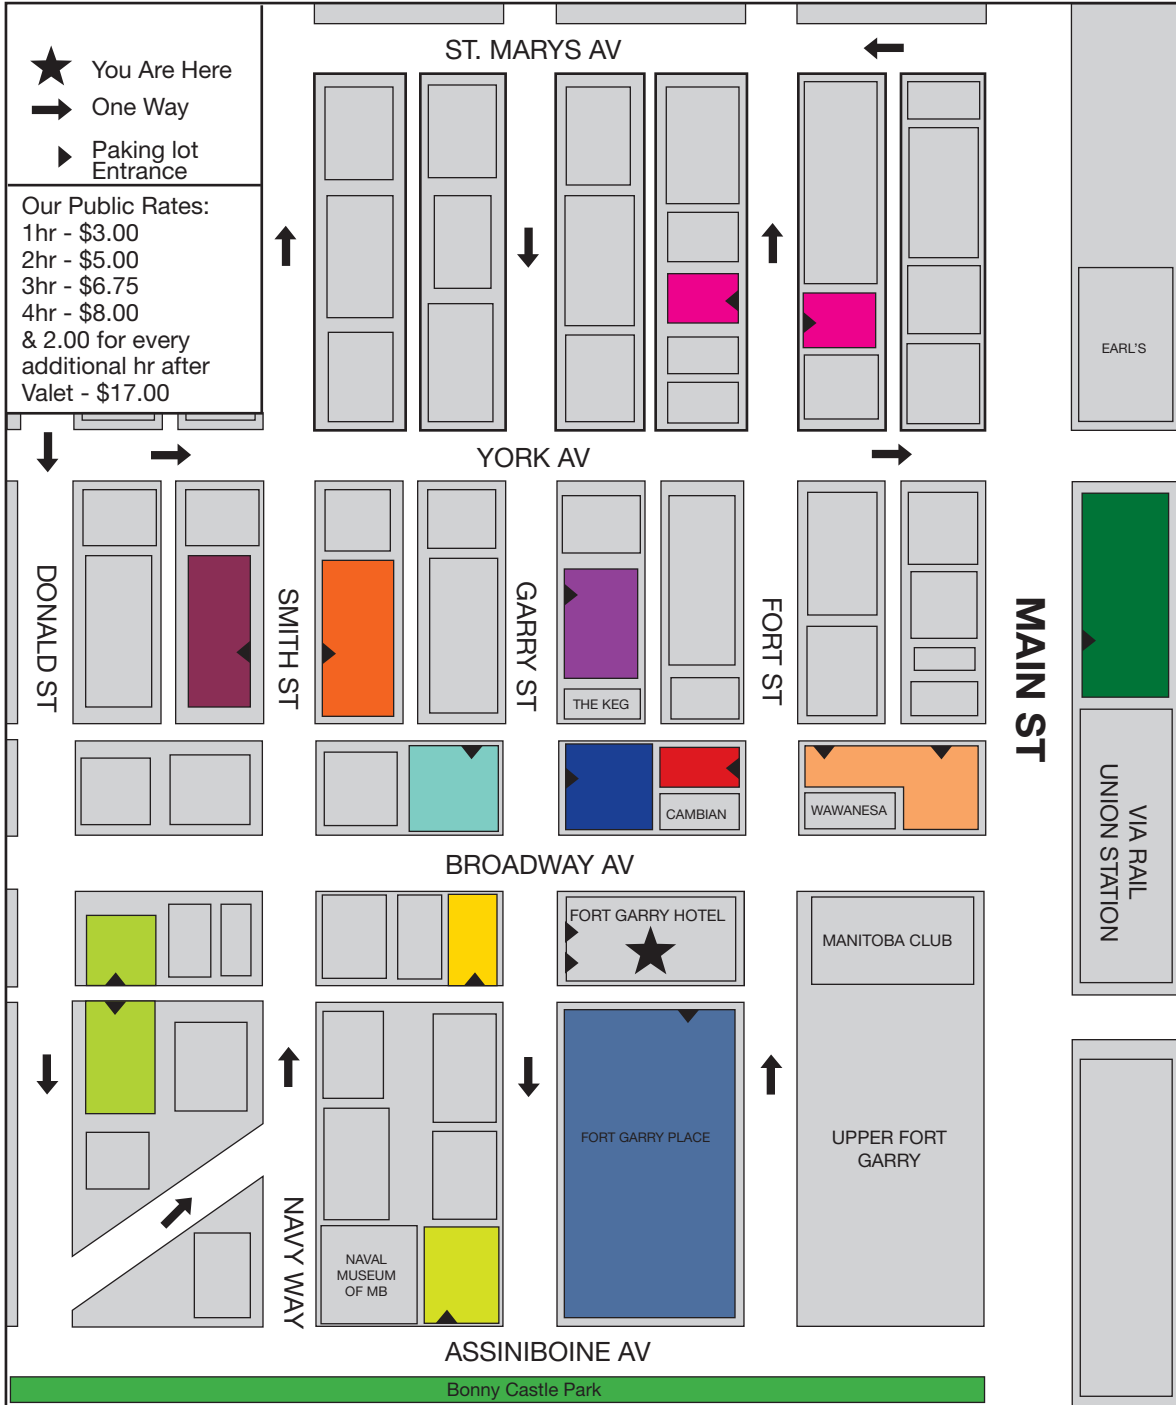 ST. MARYS AV
You Are Here
One Way
Paking lot
Entrance
Our Public Rates:
1hr - $3.00
2hr - $5.00
3hr - $6.75
4hr - $8.00
& 2.00 for every
additional hr after
Valet - $17.00
EARL'S
YORK AV
DONALD ST
SMITH ST
GARRY ST
FORT ST
MAIN ST
THE KEG
CAMBIAN
WAWANESA
VIA RAIL
UNION STATION
BROADWAY AV
FORT GARRY HOTEL
MANITOBA CLUB
FORT GARRY PLACE
UPPER FORT
GARRY
NAVY WAY
NAVAL
MUSEUM
OF MB
ASSINIBOINE AV
Bonny Castle Park